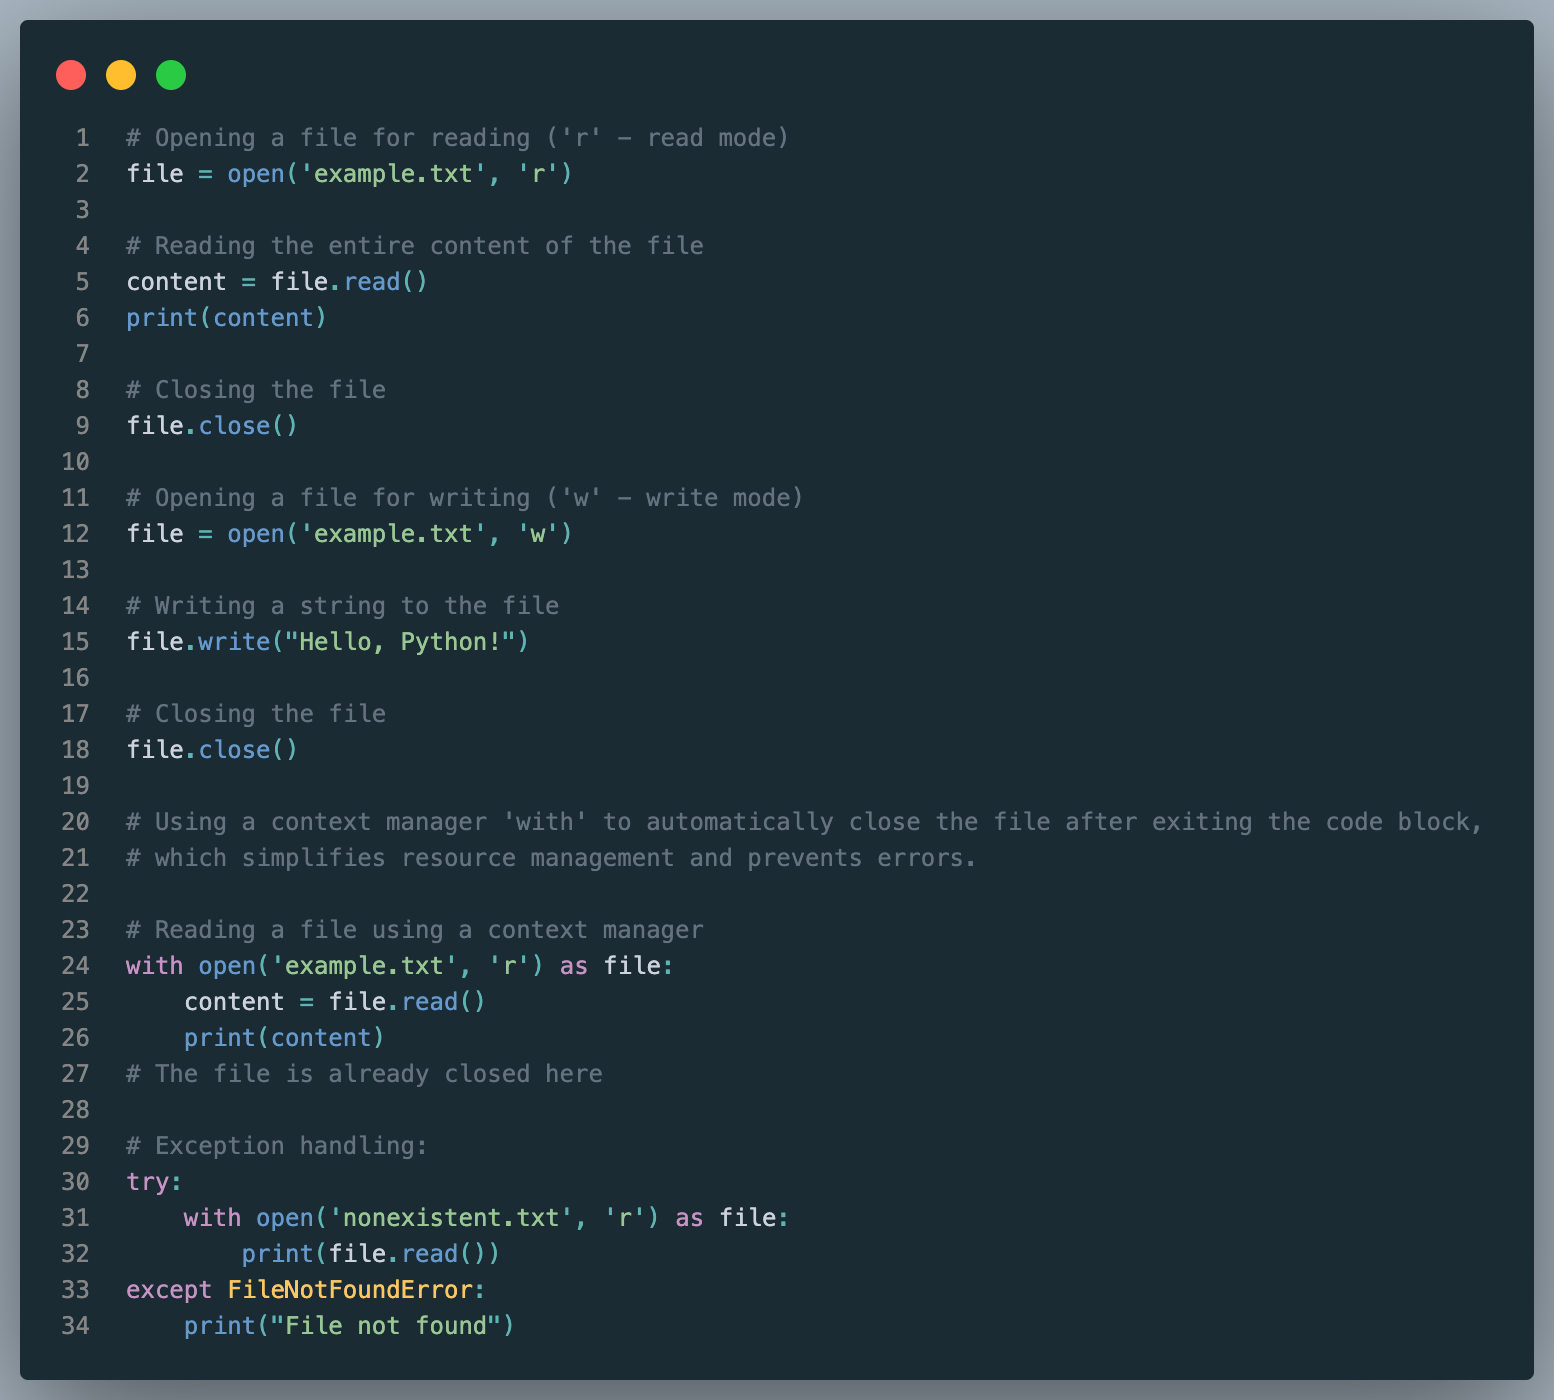 1 # Opening a file for reading ('r' - read mode)
2 file = open('example.txt', 'r')
3
4 # Reading the entire content of the file
5 content = file.read()
6 print(content)
7
8 # Closing the file
9 file.close()
10
11 # Opening a file for writing ('w' - write mode)
12 file = open('example.txt', 'w')
13
14 # Writing a string to the file
15 file.write("Hello, Python!")
16
17 # Closing the file
18 file.close()
19
20 # Using a context manager 'with' to automatically close the file after exiting the code block,
21 # which simplifies resource management and prevents errors.
22
23 # Reading a file using a context manager
24 with open('example.txt', 'r') as file:
25     content = file.read()
26     print(content)
27 # The file is already closed here
28
29 # Exception handling:
30 try:
31     with open('nonexistent.txt', 'r') as file:
32         print(file.read())
33 except FileNotFoundError:
34     print("File not found")